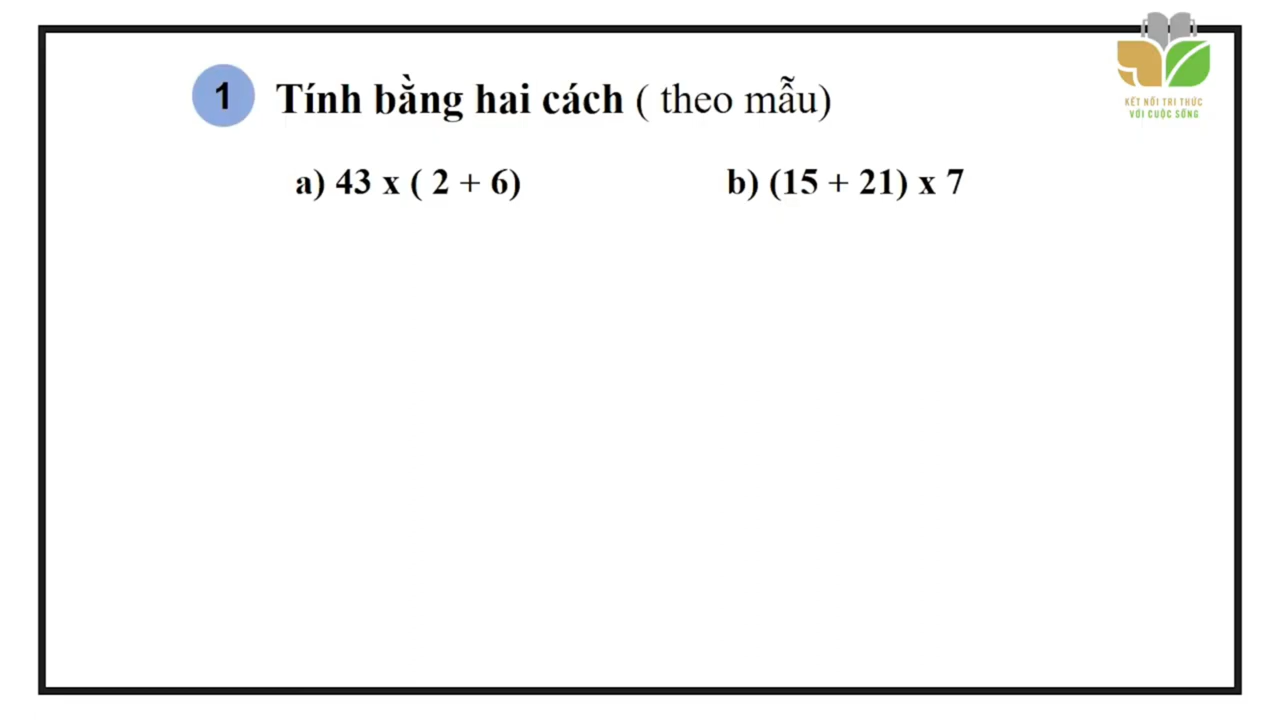 1 Tính bằng hai cách ( theo mẫu)
a) 43 x ( 2 + 6) b) (15 + 21) x 7
KẾT NỐI TRI THỨC
VỚI CUỘC SỐNG